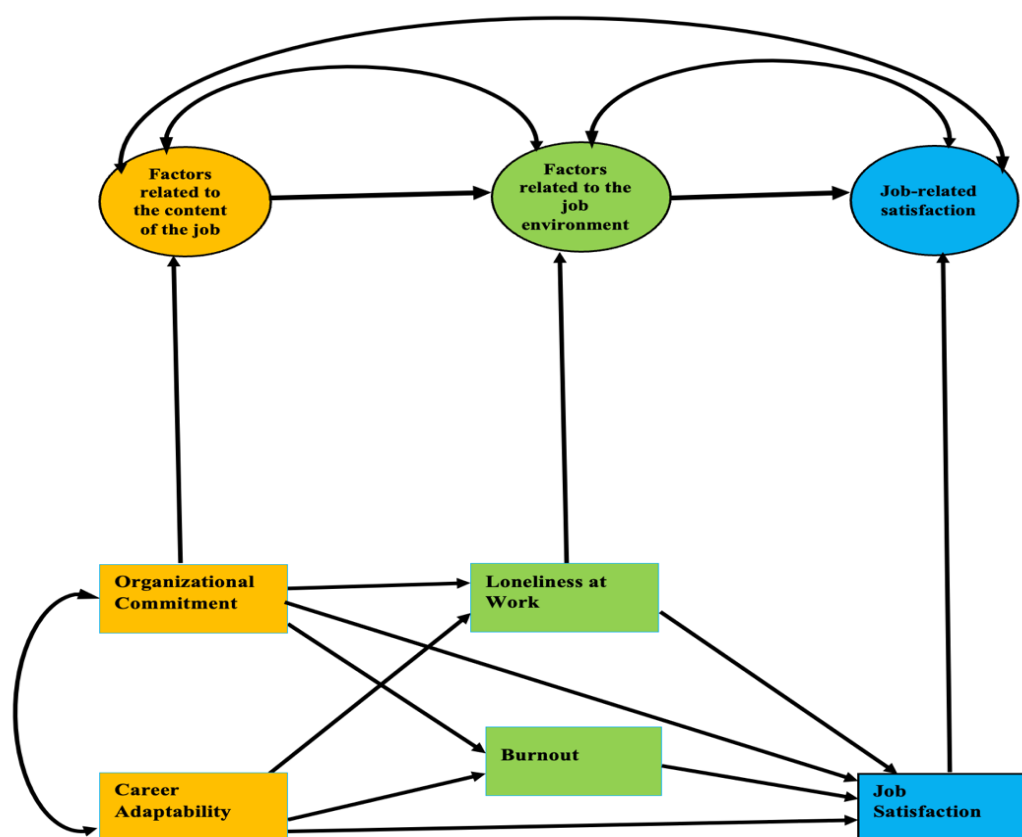 Factors
related to
the content
of the job
Factors
related to the
job
environment
Job-related
satisfaction
Organizational
Commitment
Loneliness at
Work
Burnout
Career
Adaptability
Job
Satisfaction